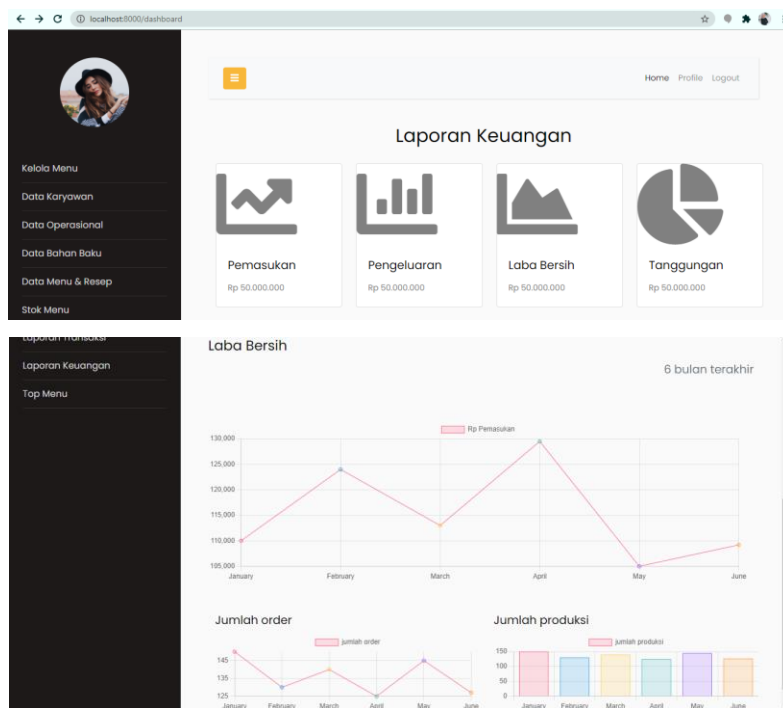 localhost:8000/dashboard
Home Profile Logout
Laporan Keuangan
Kelola Menu
Data Karyawan
Data Operasional
Data Bahan Baku
Data Menu & Resep
Stok Menu
Pemasukan
Rp 50.000.000
Pengeluaran
Rp 50.000.000
Laba Bersih
Rp 50.000.000
Tanggungan
Rp 50.000.000
Laporan Transaksi
Laporan Keuangan
Top Menu
Laba Bersih
6 bulan terakhir
Rp Pemasukan
130,000
125,000
120,000
115,000
110,000
105,000
January February March April May June
Jumlah order
jumlah order
145
135
125
January February March April May June
Jumlah produksi
jumlah produksi
150
100
50
0
January February March April May June